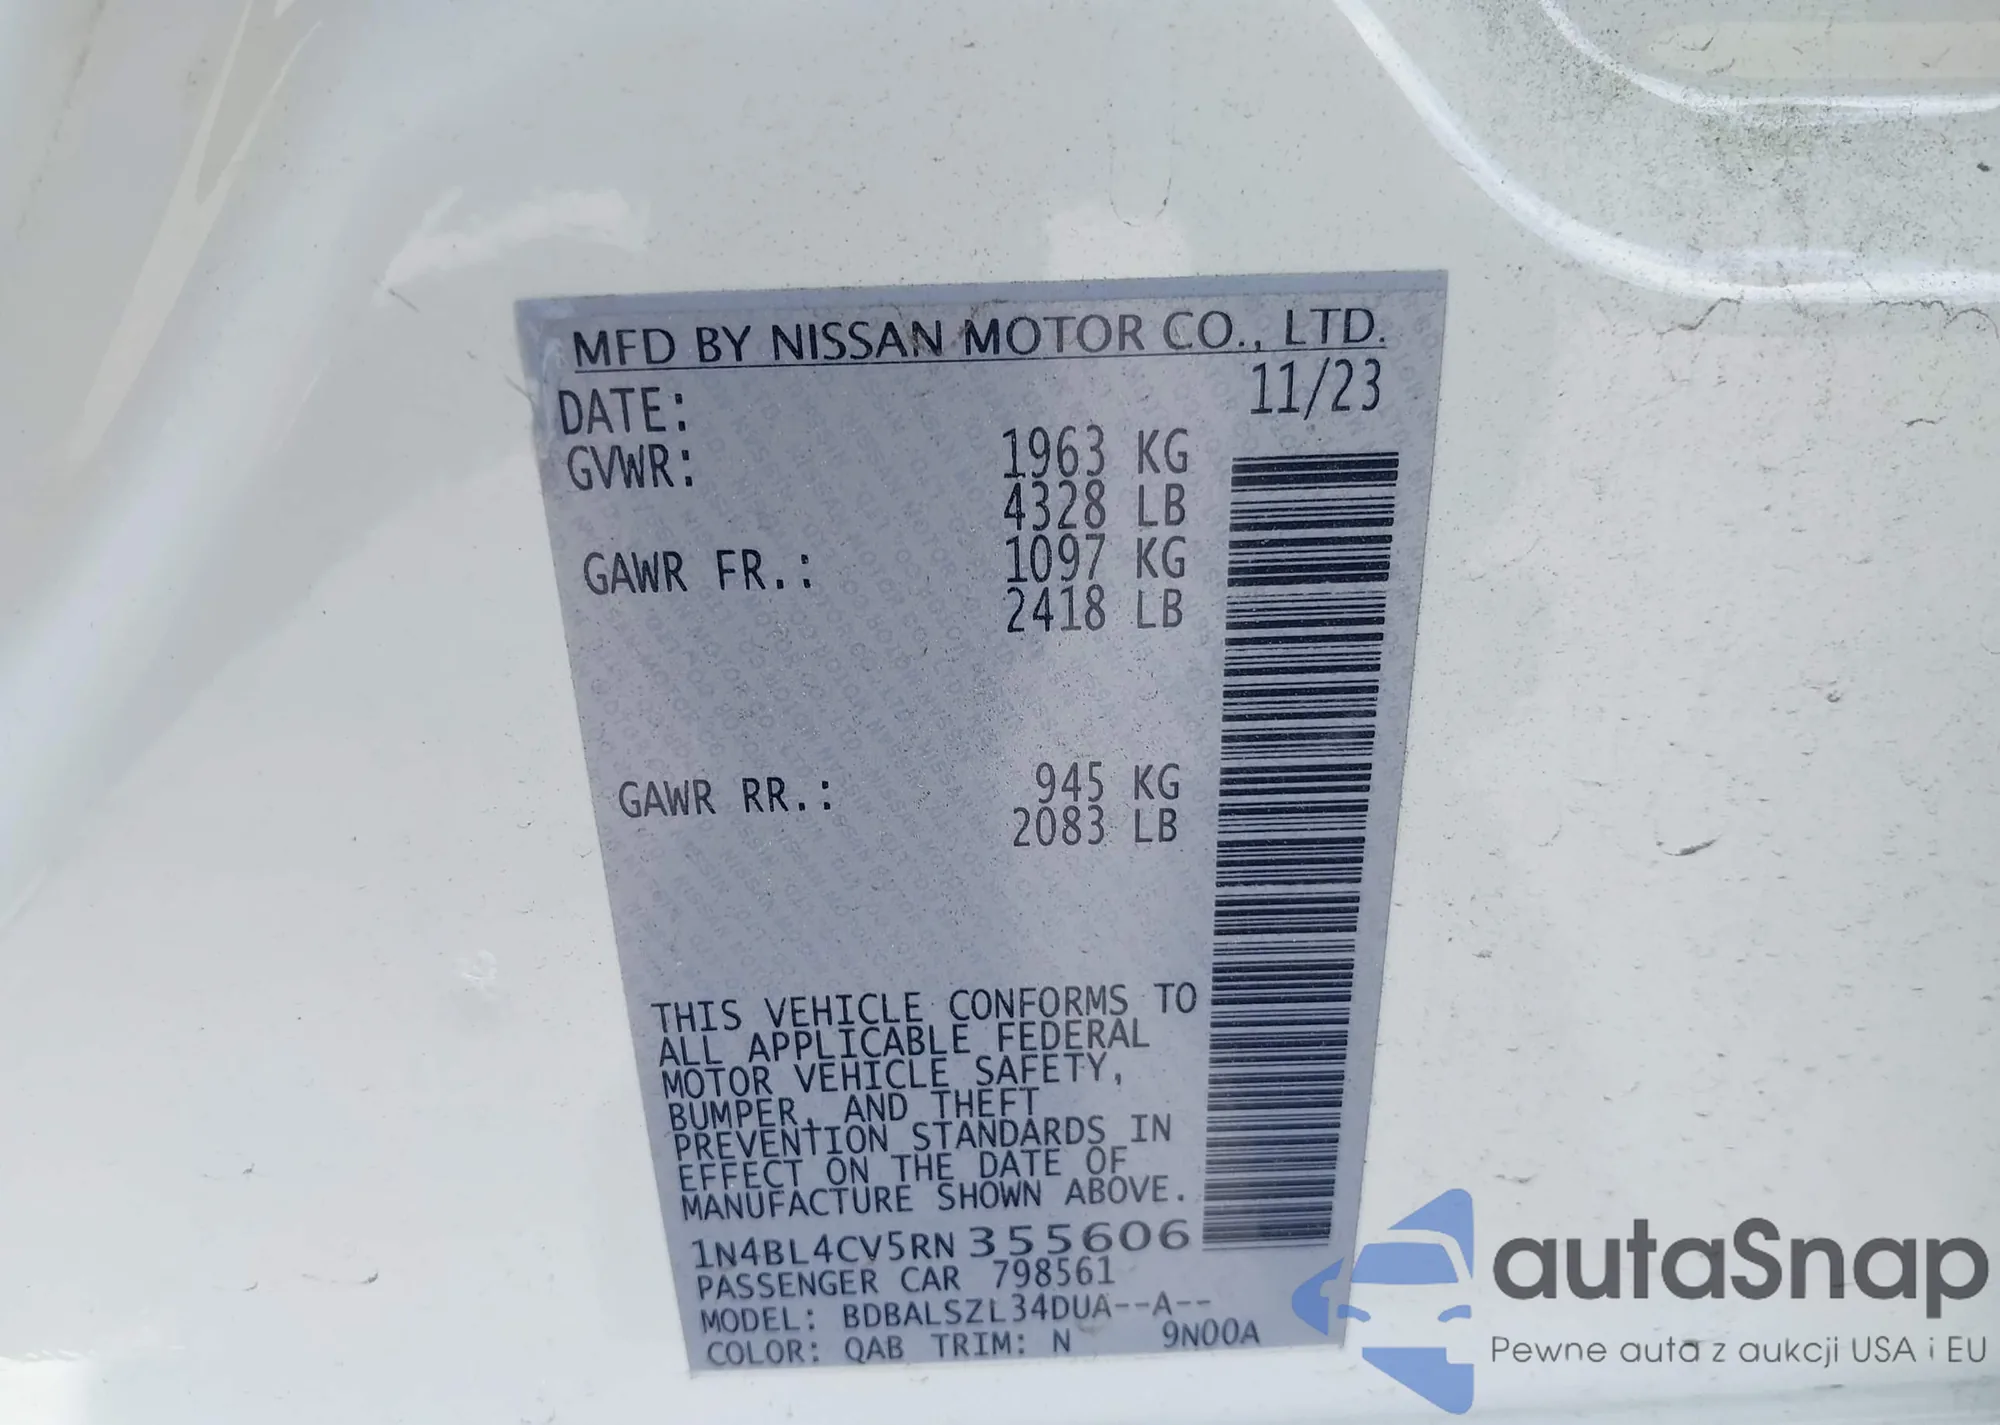 MFD BY NISSAN MOTOR CO., LTD.
DATE: 11/23
GVWR: 1963 KG
4328 LB
GAWR FR.: 1097 KG
2418 LB
GAWR RR.: 945 KG
2083 LB
THIS VEHICLE CONFORMS TO
ALL APPLICABLE FEDERAL
MOTOR VEHICLE SAFETY,
BUMPER, AND THEFT
PREVENTION STANDARDS IN
EFFECT ON THE DATE OF
MANUFACTURE SHOWN ABOVE.
1N4BL4CV5RN355606
PASSENGER CAR 798561
MODEL: BDBALSZL34DUA--A--
COLOR: QAB TRIM: N 9N00A
autaSnap
Pewne auta z aukcji USA i EU